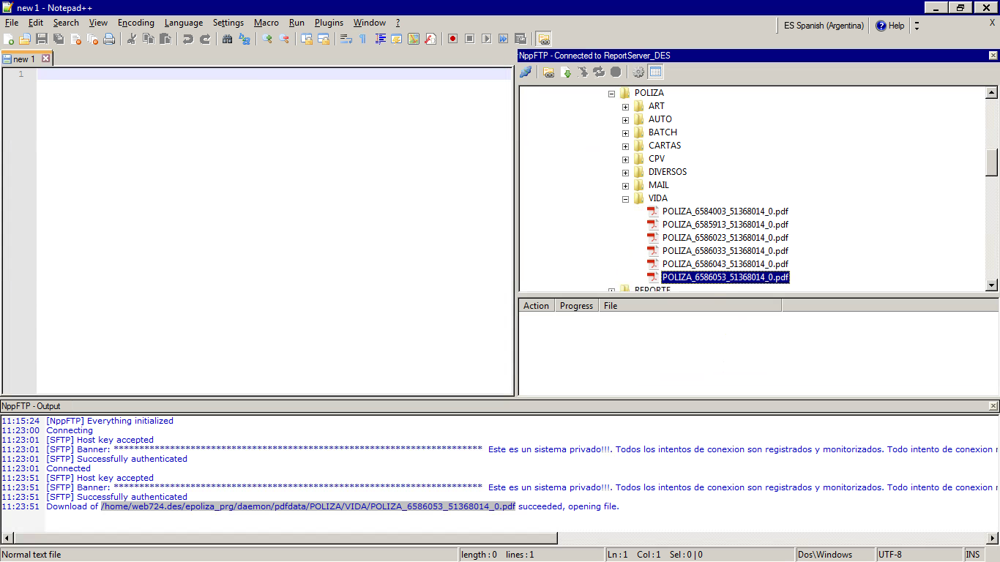 new 1 - Notepad++
File Edit Search View Encoding Language Settings Macro Run Plugins Window ? X
ES Spanish (Argentina) Help
new 1
1
NppFTP - Connected to ReportServer_DES
POLIZA
ART
AUTO
BATCH
CARTAS
CPV
DIVERSOS
MAIL
VIDA
POLIZA_6584003_51368014_0.pdf
POLIZA_6585913_51368014_0.pdf
POLIZA_6586023_51368014_0.pdf
POLIZA_6586033_51368014_0.pdf
POLIZA_6586043_51368014_0.pdf
POLIZA_6586053_51368014_0.pdf
REPORTE
Action Progress File
NppFTP - Output
11:15:24 [NppFTP] Everything initialized
11:23:00 Connecting
11:23:01 [SFTP] Host key accepted
11:23:01 [SFTP] Banner: ************************************************************************ Este es un sistema privado!!!. Todos los intentos de conexion son registrados y monitorizados. Todo intento de conexion
11:23:01 [SFTP] Successfully authenticated
11:23:01 Connected
11:23:51 [SFTP] Host key accepted
11:23:51 [SFTP] Banner: ************************************************************************ Este es un sistema privado!!!. Todos los intentos de conexion son registrados y monitorizados. Todo intento de conexion
11:23:51 [SFTP] Successfully authenticated
11:23:51 Download of /home/web724.des/epoliza_prg/daemon/pdfdata/POLIZA/VIDA/POLIZA_6586053_51368014_0.pdf succeeded, opening file.
Normal text file length : 0 lines : 1 Ln : 1 Col : 1 Sel : 0 | 0 Dos\Windows UTF-8 INS